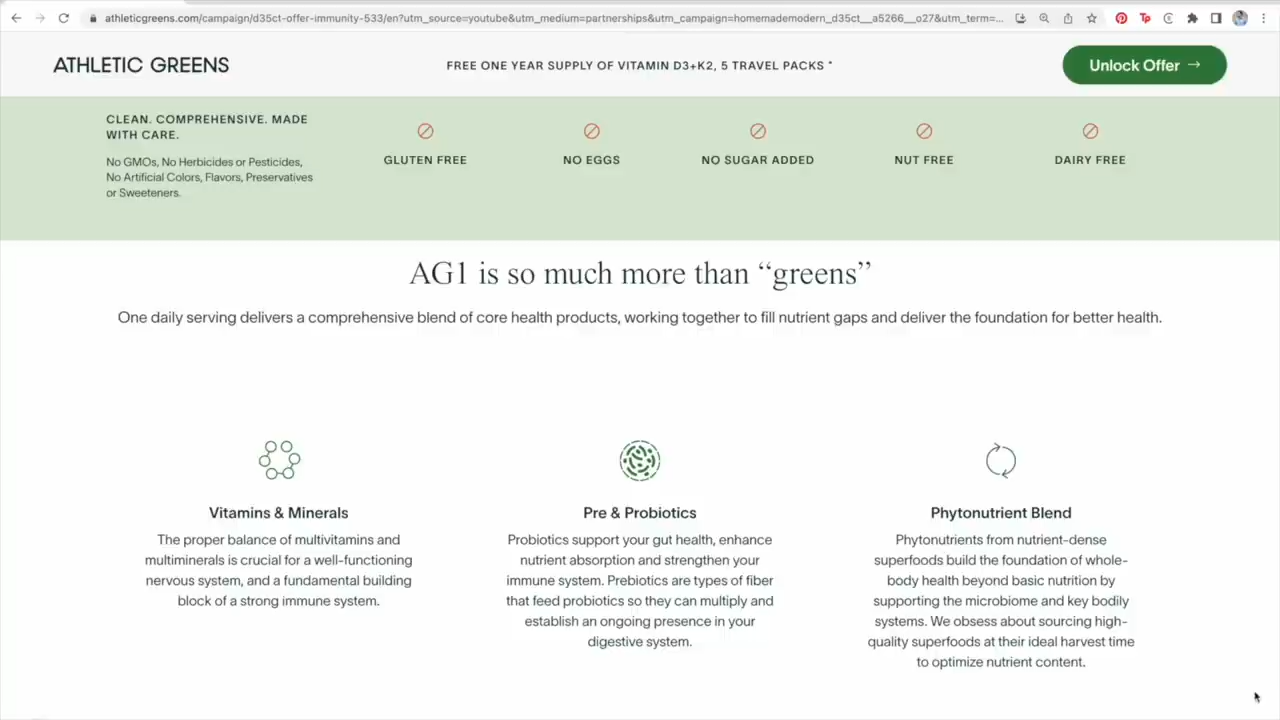 athleticgreens.com/campaign/d35ct-offer-immunity-533/en?utm_source=youtube&utm_medium=partnerships&utm_campaign=homemademodern_d35ct__a5266__o27&utm_term=...
ATHLETIC GREENS
FREE ONE YEAR SUPPLY OF VITAMIN D3+K2, 5 TRAVEL PACKS *
Unlock Offer →
CLEAN. COMPREHENSIVE. MADE
WITH CARE.
No GMOs, No Herbicides or Pesticides,
No Artificial Colors, Flavors, Preservatives
or Sweeteners.
GLUTEN FREE
NO EGGS
NO SUGAR ADDED
NUT FREE
DAIRY FREE
AG1 is so much more than “greens”
One daily serving delivers a comprehensive blend of core health products, working together to fill nutrient gaps and deliver the foundation for better health.
Vitamins & Minerals
The proper balance of multivitamins and
multiminerals is crucial for a well-functioning
nervous system, and a fundamental building
block of a strong immune system.
Pre & Probiotics
Probiotics support your gut health, enhance
nutrient absorption and strengthen your
immune system. Prebiotics are types of fiber
that feed probiotics so they can multiply and
establish an ongoing presence in your
digestive system.
Phytonutrient Blend
Phytonutrients from nutrient-dense
superfoods build the foundation of whole-
body health beyond basic nutrition by
supporting the microbiome and key bodily
systems. We obsess about sourcing high-
quality superfoods at their ideal harvest time
to optimize nutrient content.